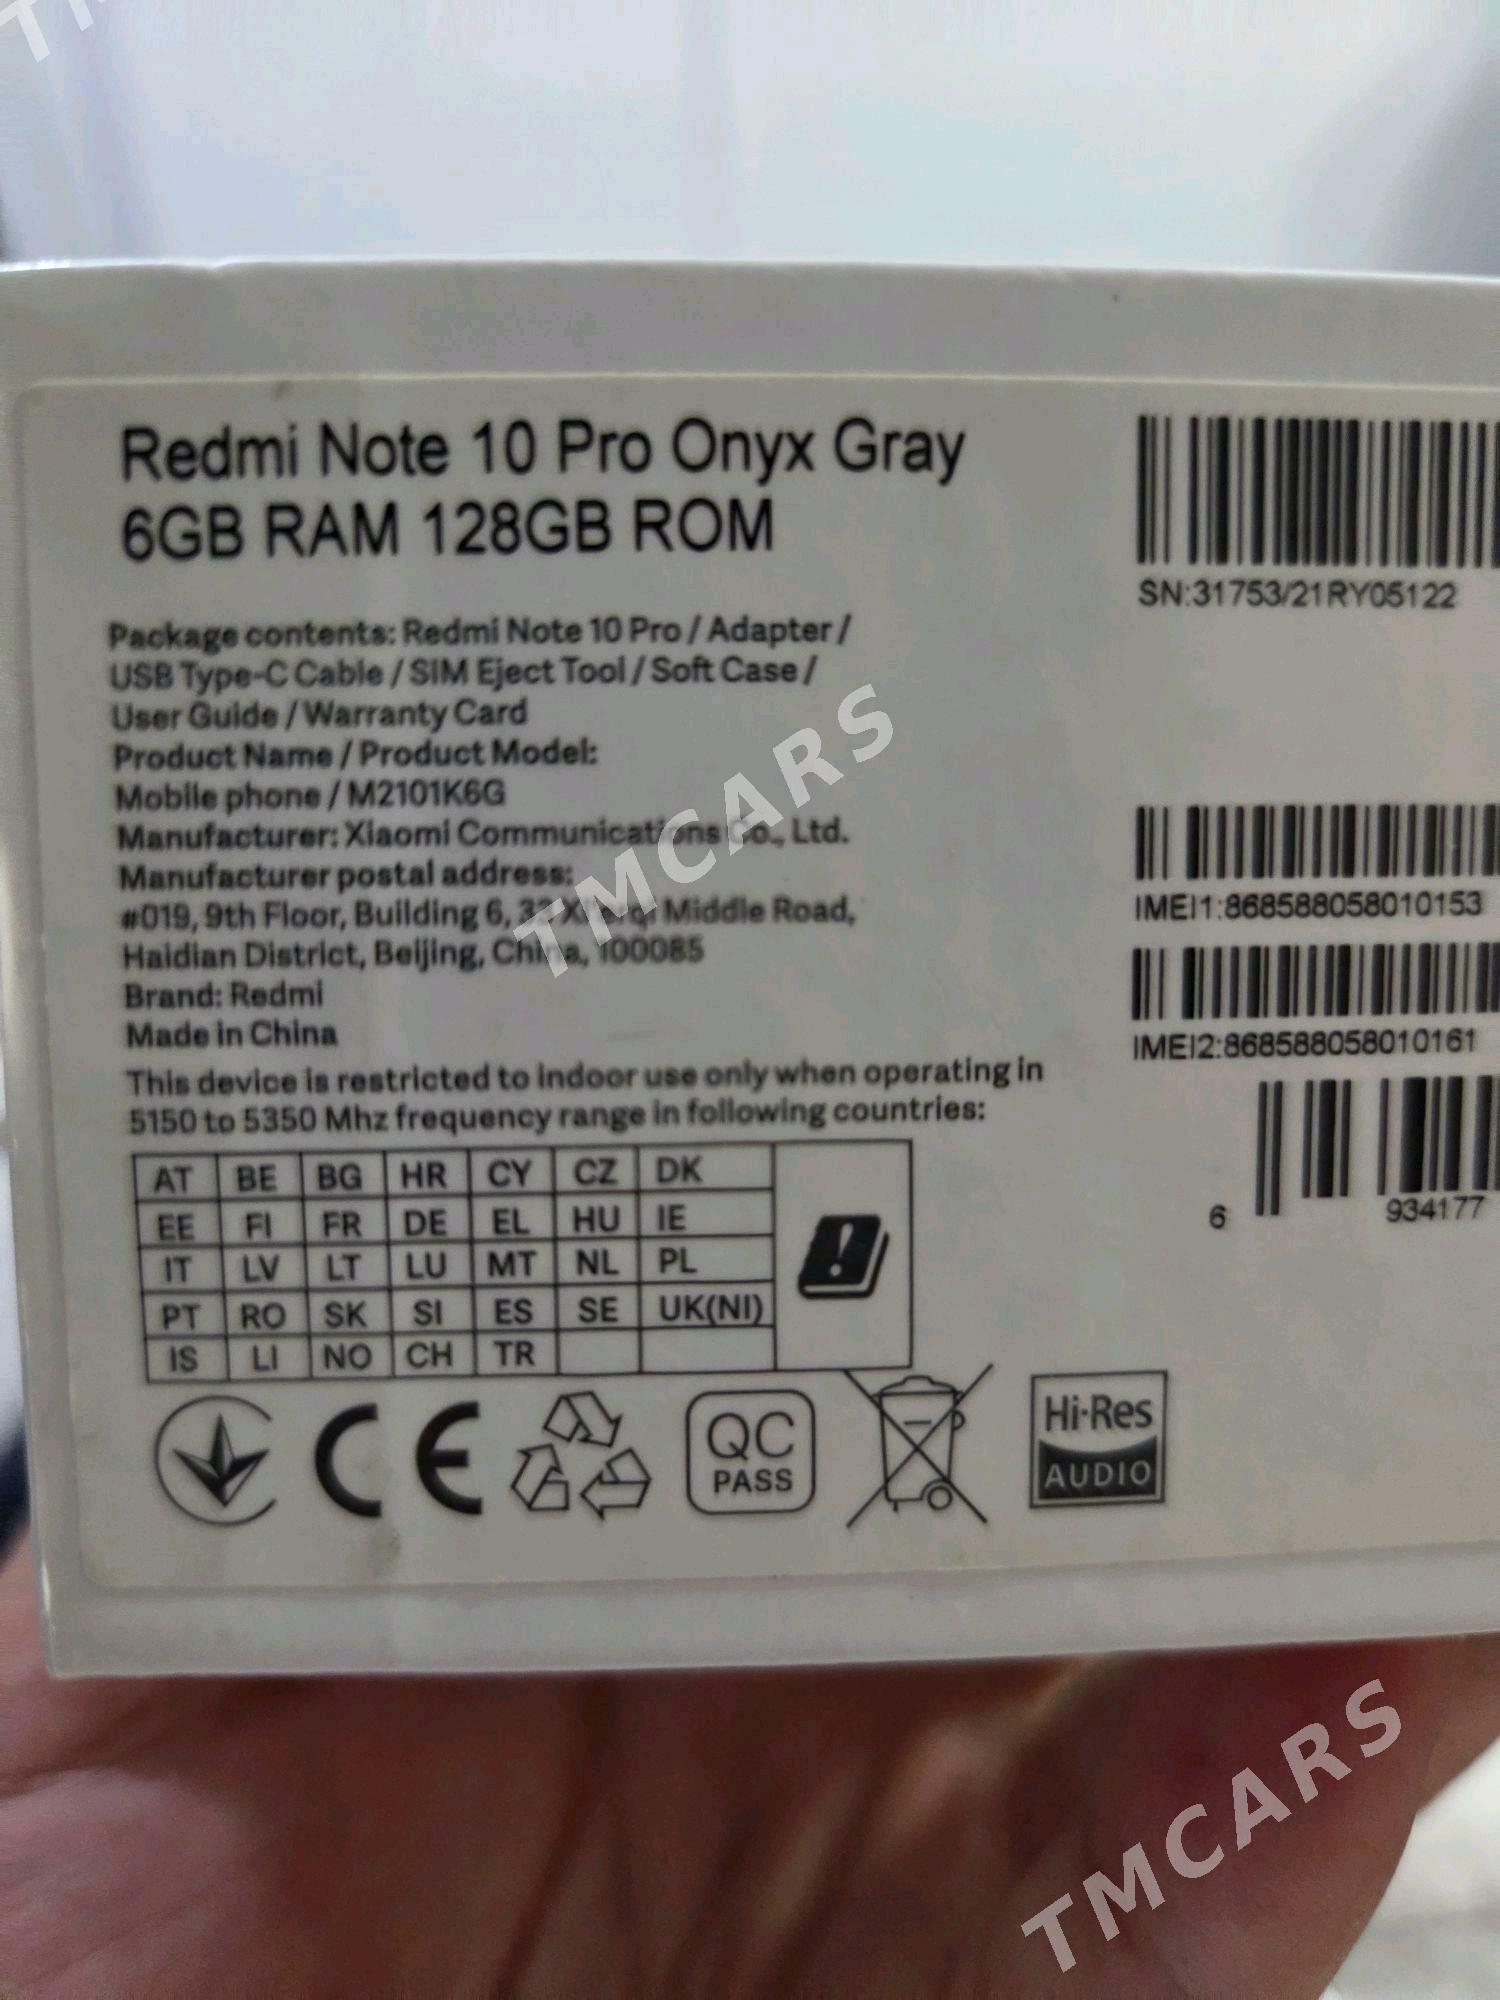 Redmi Note 10 Pro Onyx Gray
6GB RAM 128GB ROM
Package contents: Redmi Note 10 Pro / Adapter /
USB Type-C Cable / SIM Eject Tool / Soft Case /
User Guide / Warranty Card
Product Name / Product Model:
Mobile phone / M2101K6G
Manufacturer: Xiaomi Communications Co., Ltd.
Manufacturer postal address:
#019, 9th Floor, Building 6, Middle Road,
Haidian District, Beijing, China, 100085
Brand: Redmi
Made in China
This device is restricted to indoor use only when operating in
5150 to 5350 Mhz frequency range in following countries:
AT BE BG HR CY CZ DK
EE FI FR DE EL HU IE
IT LV LT LU MT NL PL
PT RO SK SI ES SE UK(NI)
IS LI NO CH TR
CE
QC
PASS
Hi-Res
AUDIO
SN:31753/21RY05122
IMEI1:868588058010153
IMEI2:868588058010161
6 934177
TMCARS
TMCARS